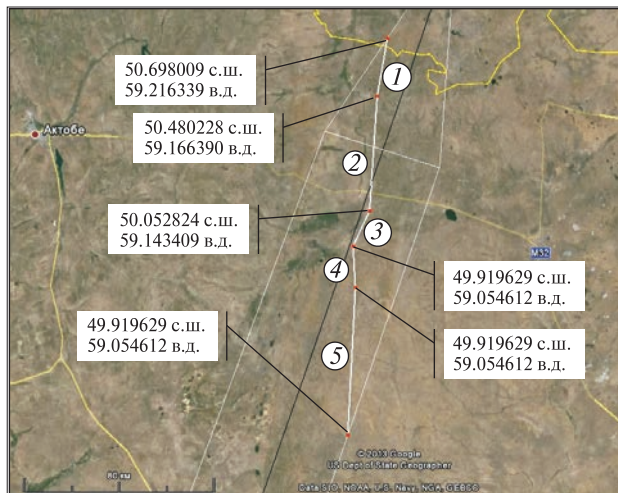 50.698009 с.ш.
59.216339 в.д.
1
Актобе
50.480228 с.ш.
59.166390 в.д.
2
50.052824 с.ш.
59.143409 в.д.
3
М32
4
49.919629 с.ш.
59.054612 в.д.
49.919629 с.ш.
59.054612 в.д.
49.919629 с.ш.
59.054612 в.д.
5
© 2013 Google
US Dept of State Geographer
80 км
Data SIO, NOAA, U.S. Navy, NGA, GEBCO